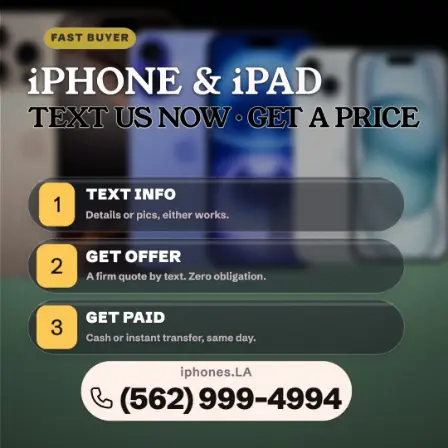 FAST BUYER
iPHONE & iPAD
TEXT US NOW · GET A PRICE
1
TEXT INFO
Details or pics, either works.
2
GET OFFER
A firm quote by text. Zero obligation.
3
GET PAID
Cash or instant transfer, same day.
iphones.LA
(562) 999-4994